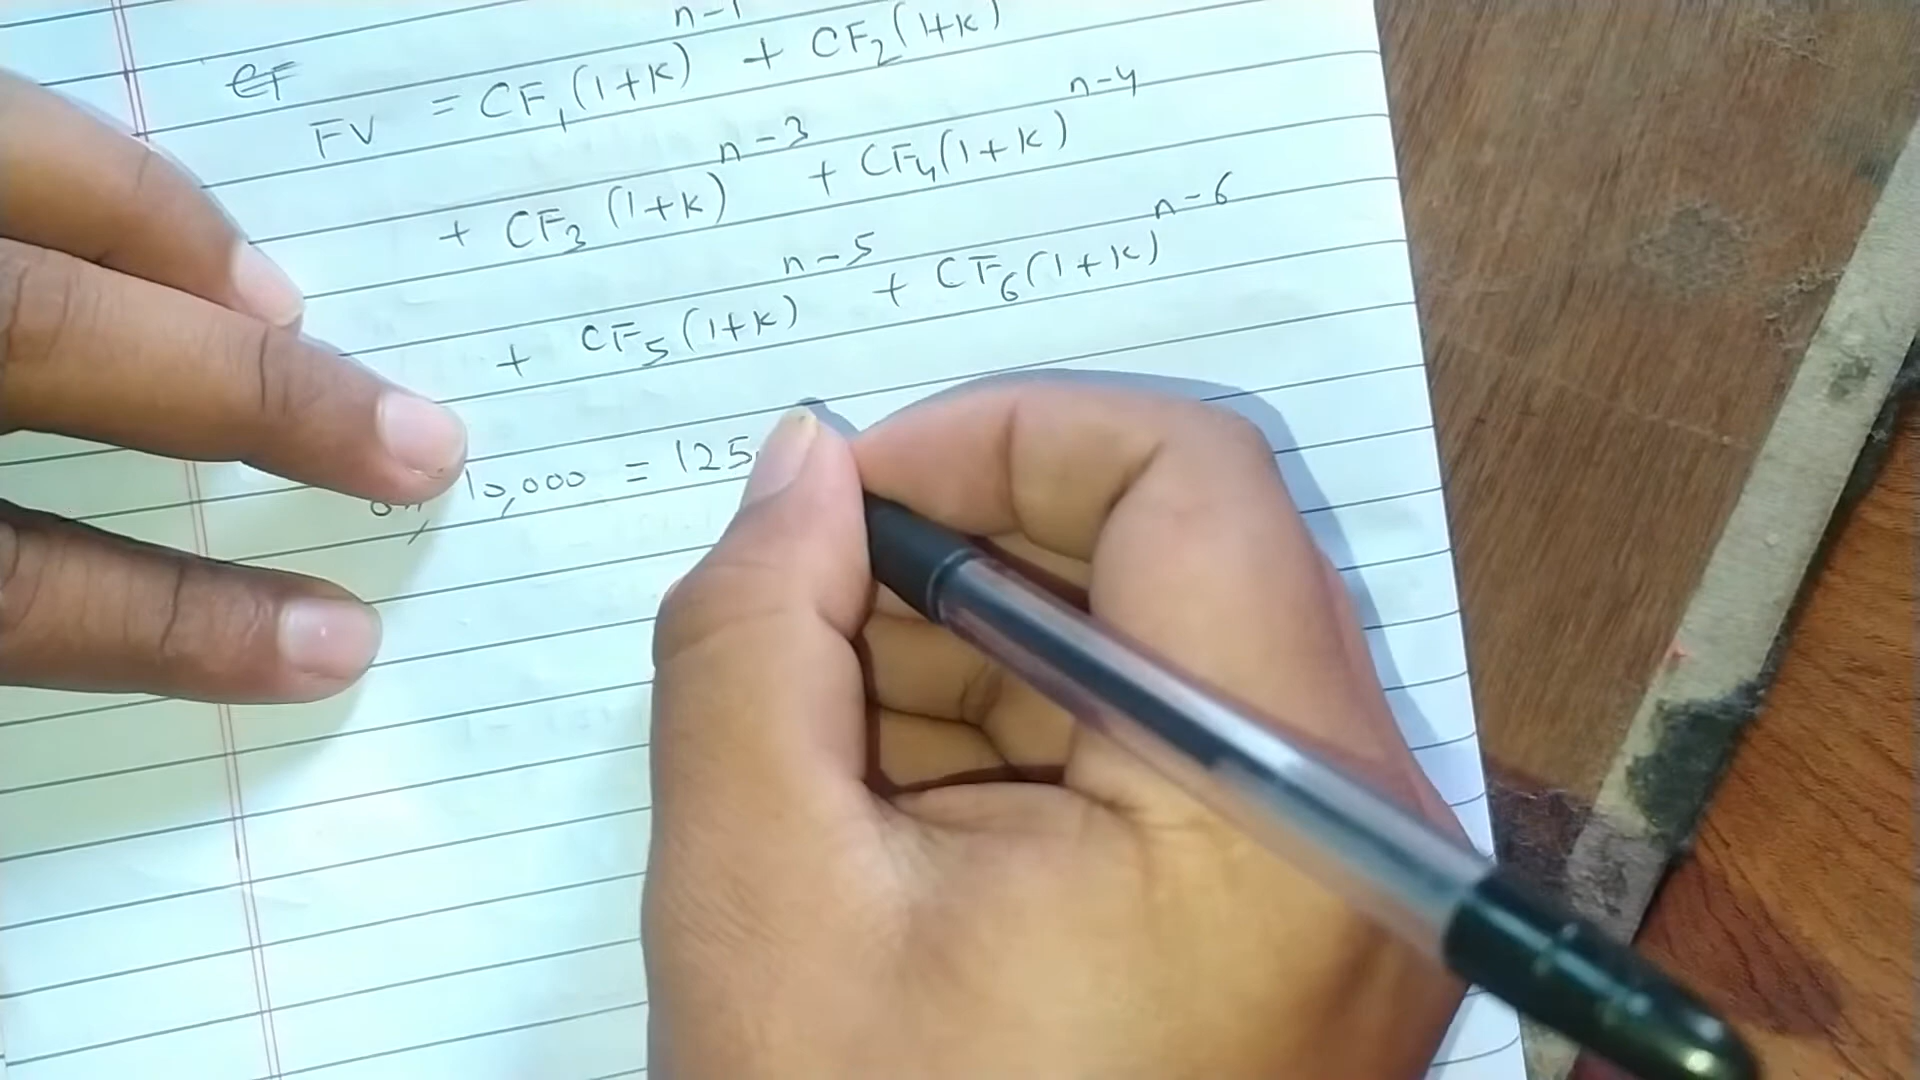 CF
FV = CF₁(1+k)ⁿ⁻¹ + CF₂(1+k)
+ CF₃(1+k)ⁿ⁻³ + CF₄(1+k)ⁿ⁻⁴
+ CF₅(1+k)ⁿ⁻⁵ + CF₆(1+k)ⁿ⁻⁶
or, 10,000 = 125